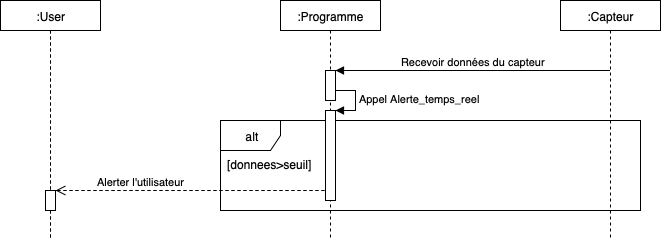 :User
:Programme
:Capteur
Recevoir données du capteur
Appel Alerte_temps_reel
alt
[donnees>seuil]
Alerter l'utilisateur